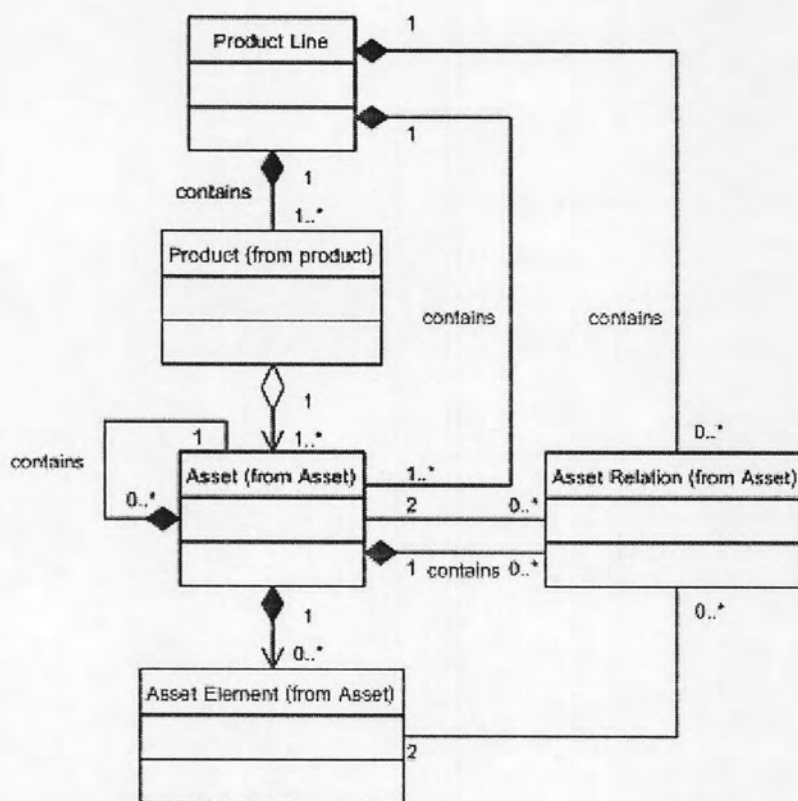 1
Product Line
1
contains
1
1..*
Product (from product)
contains
contains
1
1..*
0..*
1
contains
Asset (from Asset)
1..*
Asset Relation (from Asset)
0..*
2
0..*
1
contains
0..*
1
0..*
0..*
Asset Element (from Asset)
2